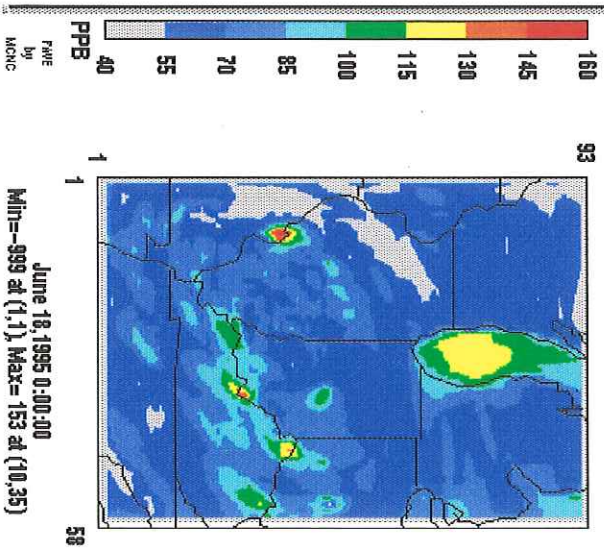 160
145
130
115
100
85
70
55
40
PPB
PAVE
by
MCNC
93
1
1
58
June 18,1995 0:00:00
Min=-999 at (1,1), Max= 153 at (10,35)